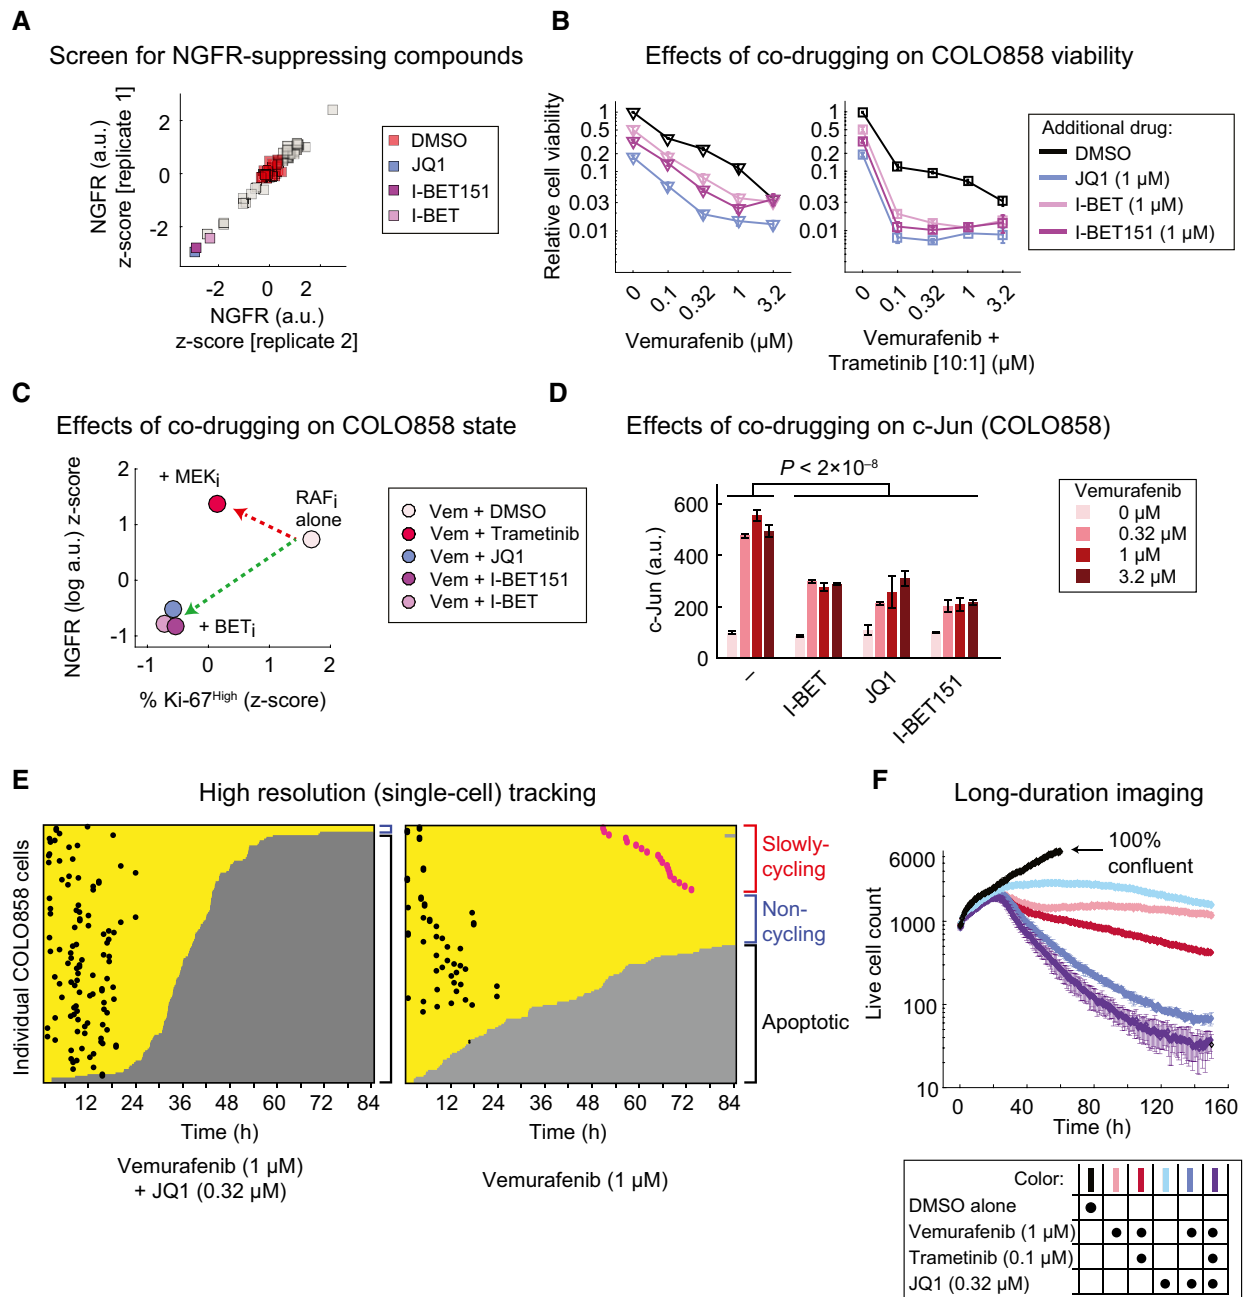 A
Screen for NGFR-suppressing compounds
NGFR (a.u.)
z-score [replicate 1]
2
0
-2
-2
0
2
NGFR (a.u.)
z-score [replicate 2]
DMSO
JQ1
I-BET151
I-BET
B
Effects of co-drugging on COLO858 viability
Relative cell viability
1
0.5
0.2
0.1
0.03
0.01
0
0.1
0.32
1
3.2
Vemurafenib (µM)
1
0.5
0.2
0.1
0.03
0.01
0
0.1
0.32
1
3.2
Vemurafenib +
Trametinib [10:1] (µM)
Additional drug:
DMSO
JQ1 (1 µM)
I-BET (1 µM)
I-BET151 (1 µM)
C
Effects of co-drugging on COLO858 state
NGFR (log a.u.) z-score
2
1
0
-1
-1
0
1
2
% Ki-67High (z-score)
+ MEKi
RAFi
alone
+ BETi
Vem + DMSO
Vem + Trametinib
Vem + JQ1
Vem + I-BET151
Vem + I-BET
D
Effects of co-drugging on c-Jun (COLO858)
P < 2×10–8
c-Jun (a.u.)
600
400
200
0
–
I-BET
JQ1
I-BET151
Vemurafenib
0 µM
0.32 µM
1 µM
3.2 µM
E
High resolution (single-cell) tracking
Individual COLO858 cells
12
24
36
48
60
72
84
Time (h)
Vemurafenib (1 µM)
+ JQ1 (0.32 µM)
12
24
36
48
60
72
84
Time (h)
Vemurafenib (1 µM)
Slowly-
cycling
Non-
cycling
Apoptotic
F
Long-duration imaging
Live cell count
6000
1000
100
10
0
40
80
120
160
Time (h)
100%
confluent
Color:
DMSO alone
Vemurafenib (1 µM)
Trametinib (0.1 µM)
JQ1 (0.32 µM)